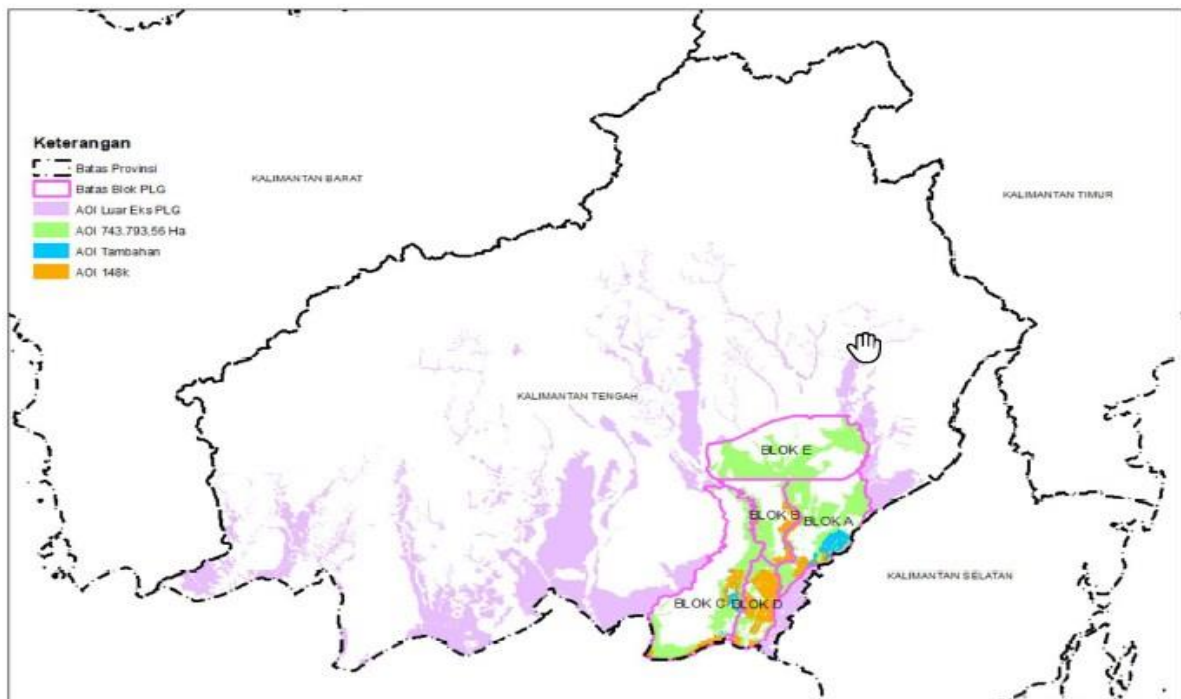 Keterangan
Batas Provinsi
Batas Blok PLG
AOI Luar Eks PLG
AOI 743.793,56 Ha
AOI Tambahan
AOI 148k
KALIMANTAN BARAT
KALIMANTAN TIMUR
KALIMANTAN TENGAH
BLOK E
BLOK B
BLOK A
KALIMANTAN SELATAN
BLOK C
BLOK D